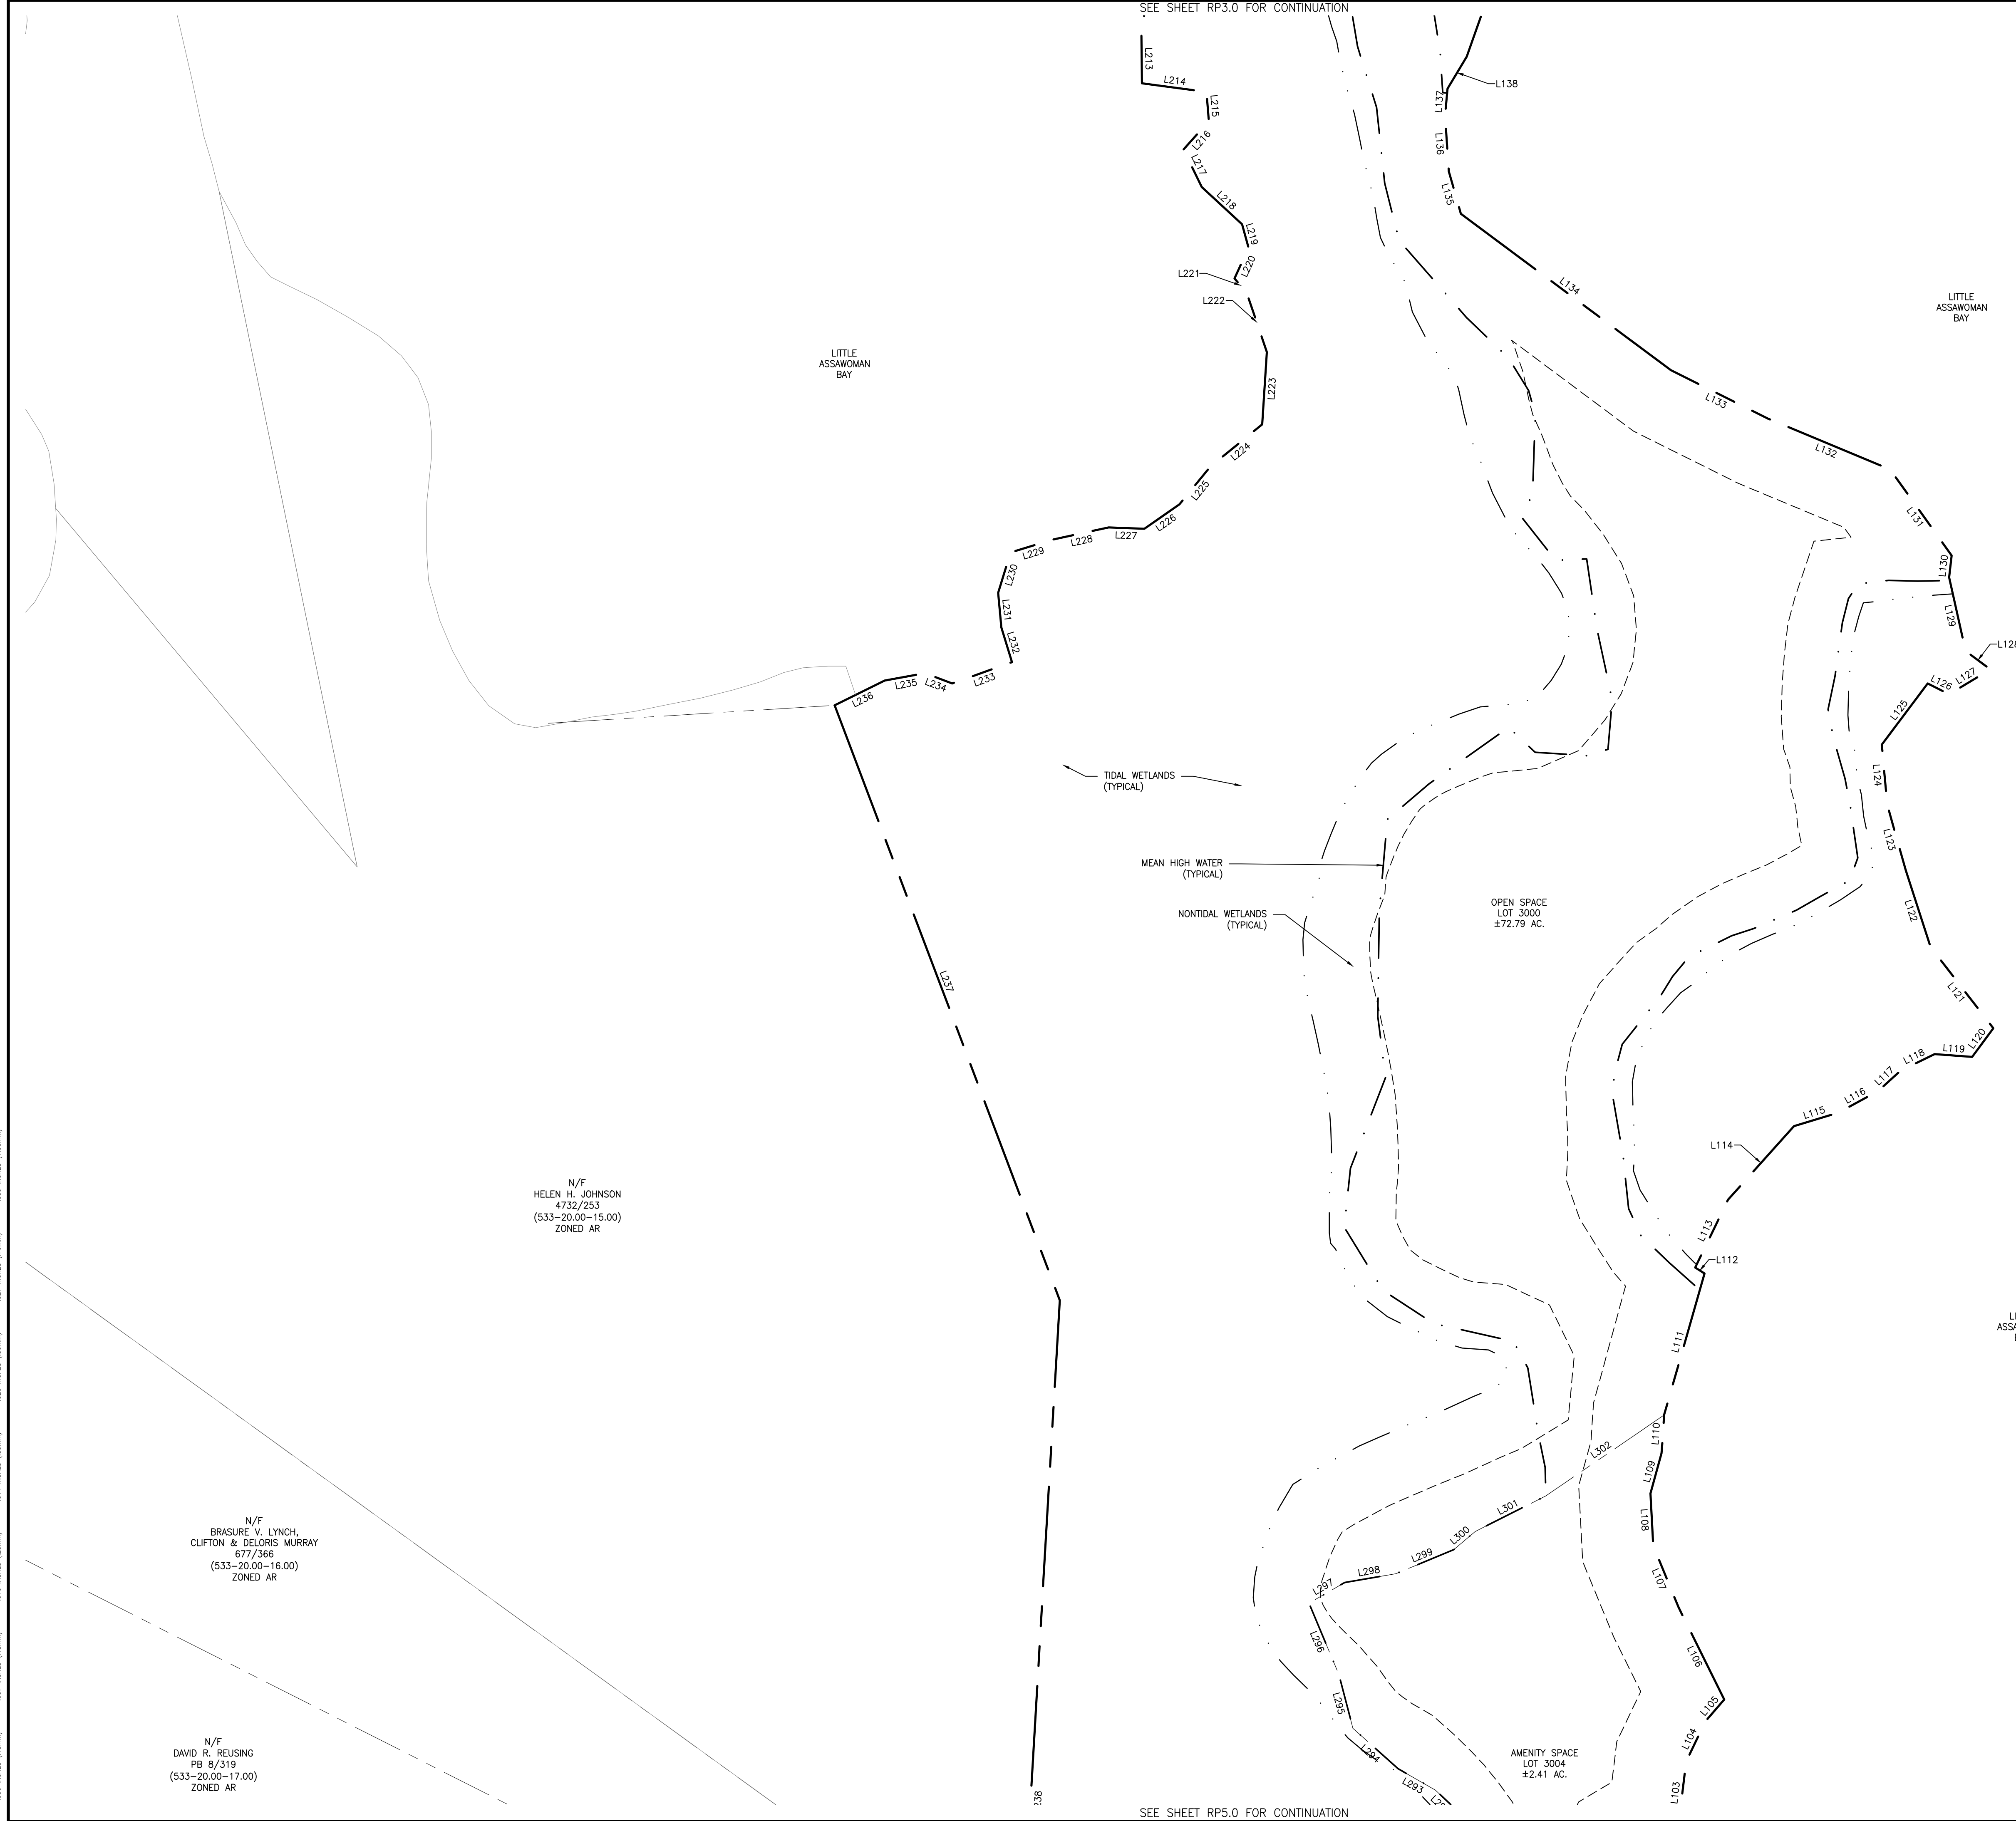 SEE SHEET RP3.0 FOR CONTINUATION
L213
L214
L215
L216
L217
L218
L219
L220
L221
L222
L223
L224
L225
L226
L227
L228
L229
L230
L231
L232
L233
L234
L235
L236
L237
L138
L137
L136
L135
L134
L133
L132
L131
L130
L129
L127
L126
L125
L124
L123
L122
L121
L120
L119
L118
L117
L116
L115
L114
L113
L112
L111
L110
L109
L108
L107
L106
L105
L104
L103
LITTLE
ASSAWOMAN
BAY
LITTLE
ASSAWOMAN
BAY
TIDAL WETLANDS
(TYPICAL)
MEAN HIGH WATER
(TYPICAL)
NONTIDAL WETLANDS
(TYPICAL)
OPEN SPACE
LOT 3000
±72.79 AC.
N/F
HELEN H. JOHNSON
4732/253
(533-20.00-15.00)
ZONED AR
N/F
BRASURE V. LYNCH,
CLIFTON & DELORIS MURRAY
677/366
(533-20.00-16.00)
ZONED AR
N/F
DAVID R. REUSING
PB 8/319
(533-20.00-17.00)
ZONED AR
L302
L301
L300
L299
L298
L297
L296
L295
L294
L293
AMENITY SPACE
LOT 3004
±2.41 AC.
SEE SHEET RP5.0 FOR CONTINUATION